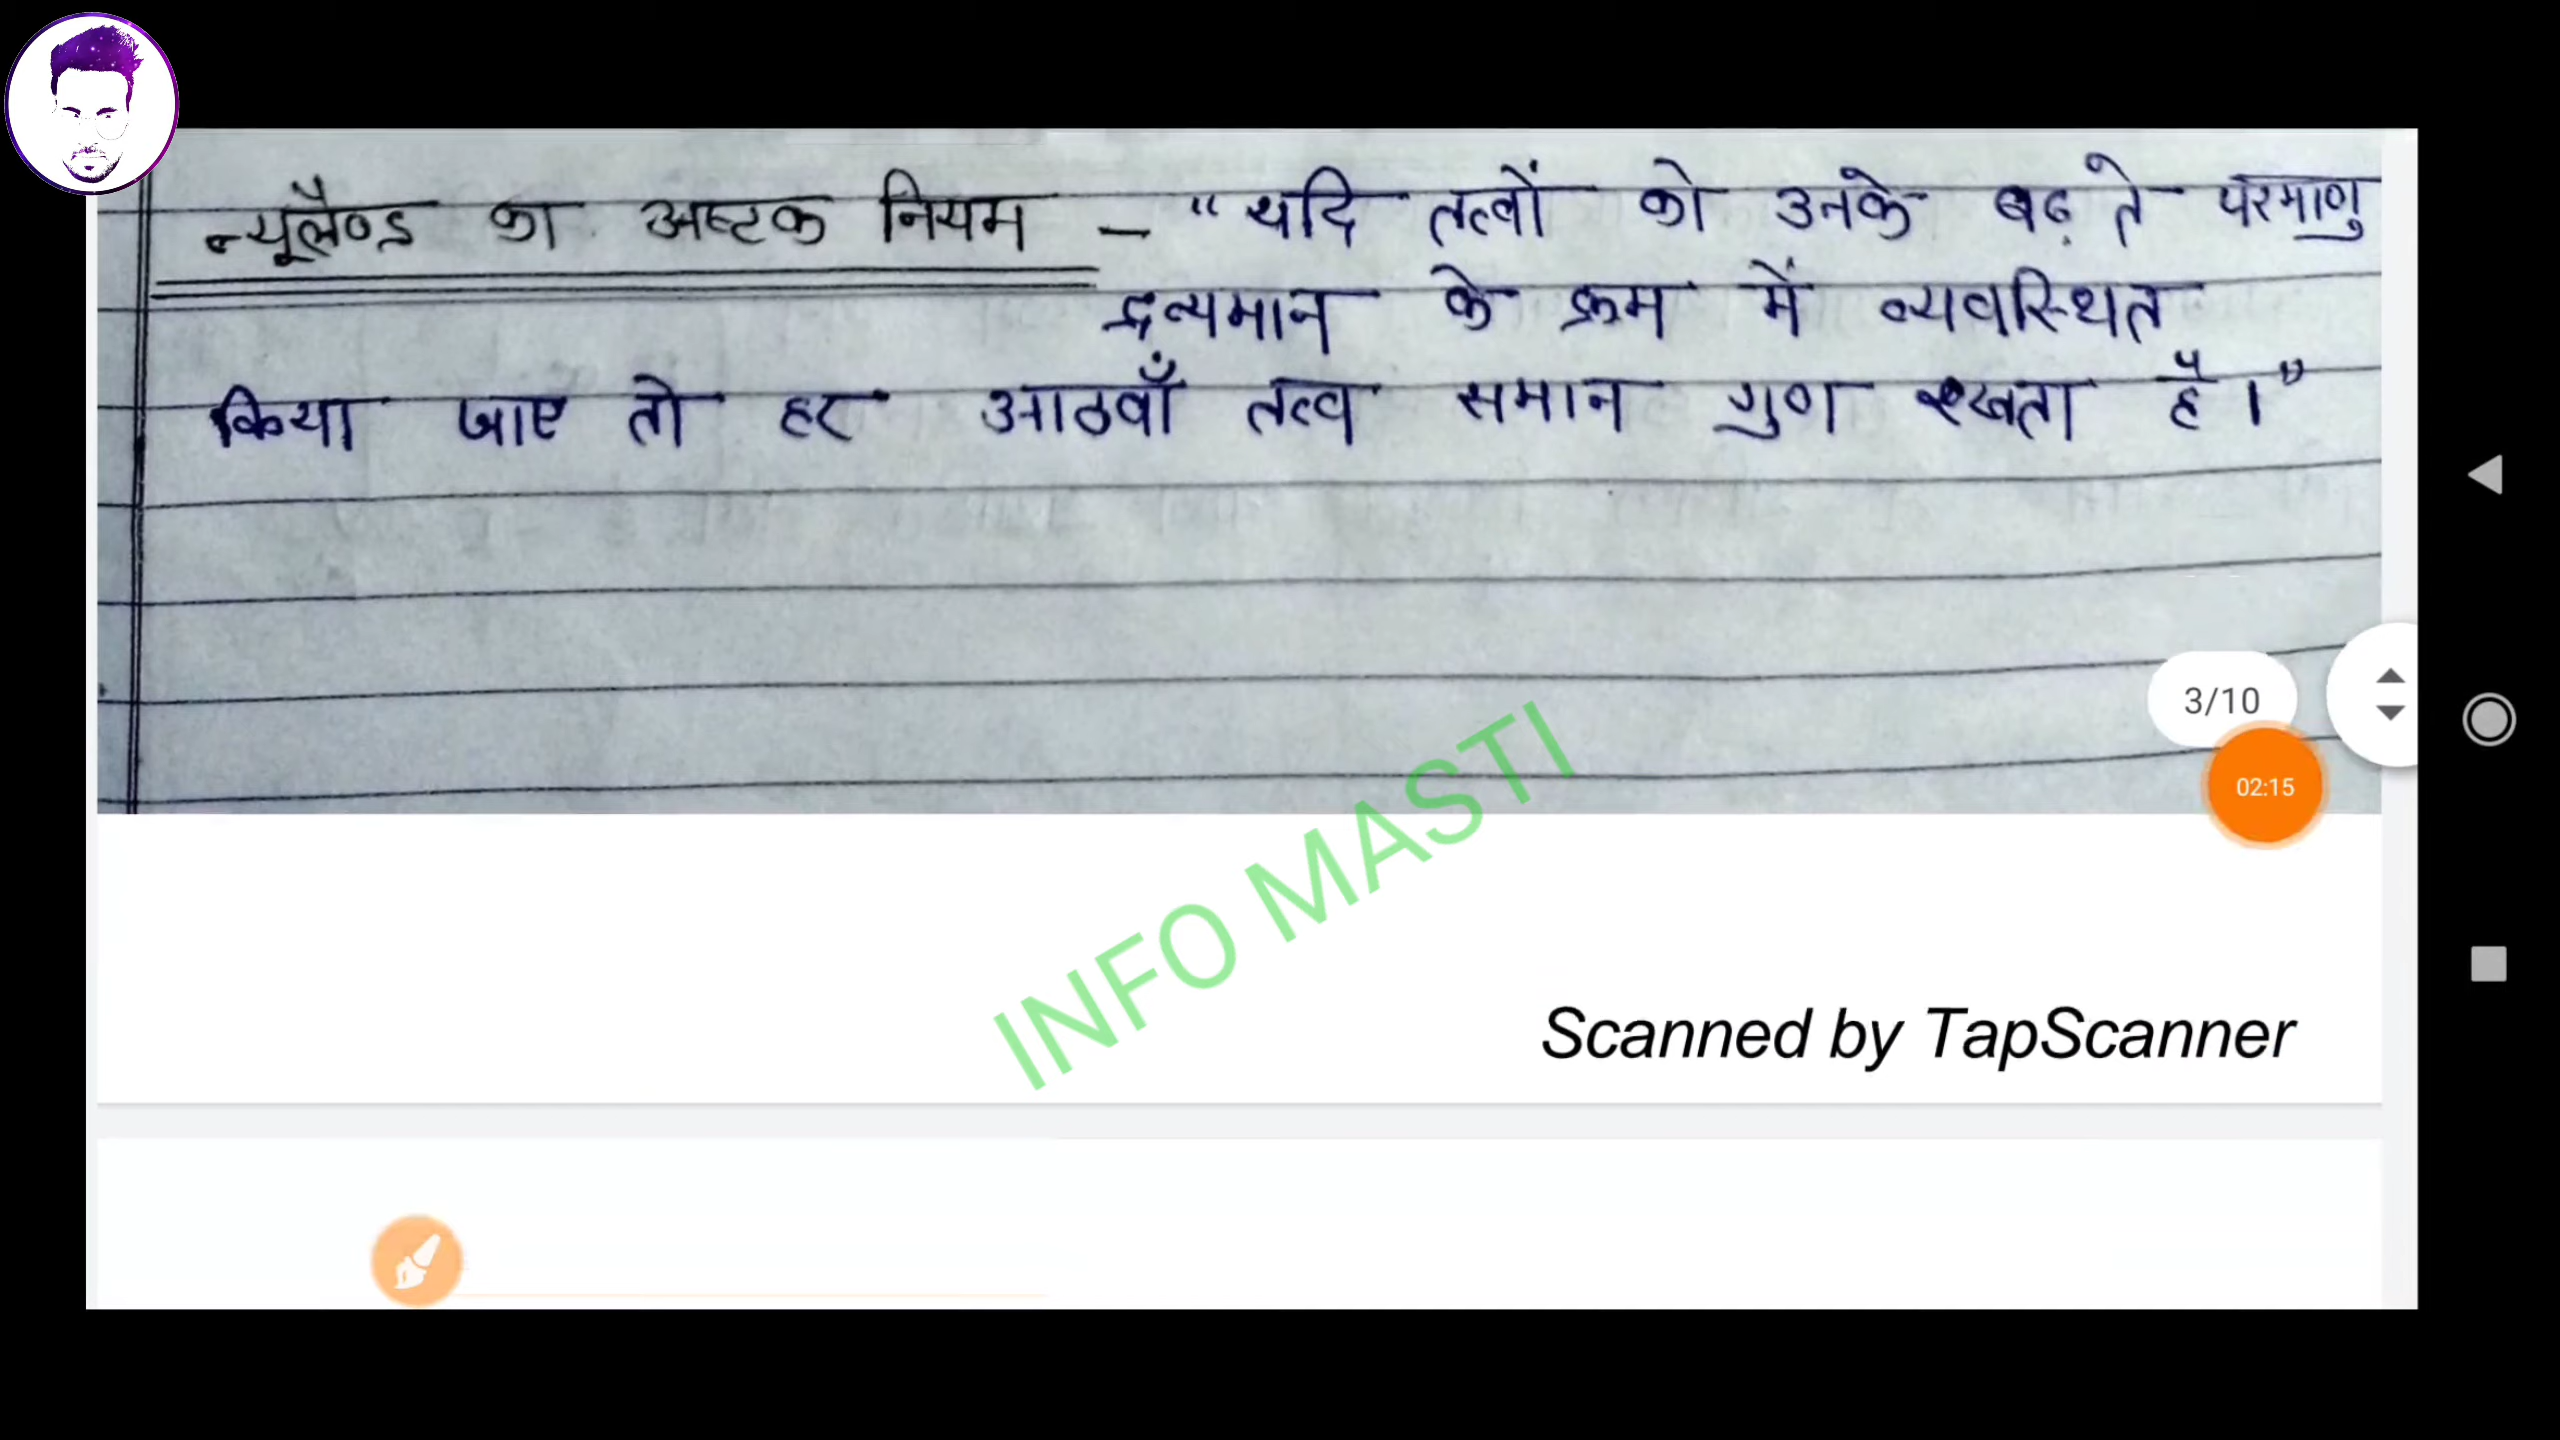 न्यूलैण्ड का अष्टक नियम – “यदि तत्वों को उनके बढ़ते परमाणु
द्रव्यमान के क्रम में व्यवस्थित
किया जाए तो हर आठवाँ तत्व समान गुण रखता है।”
3/10
02:15
INFO MASTI
Scanned by TapScanner